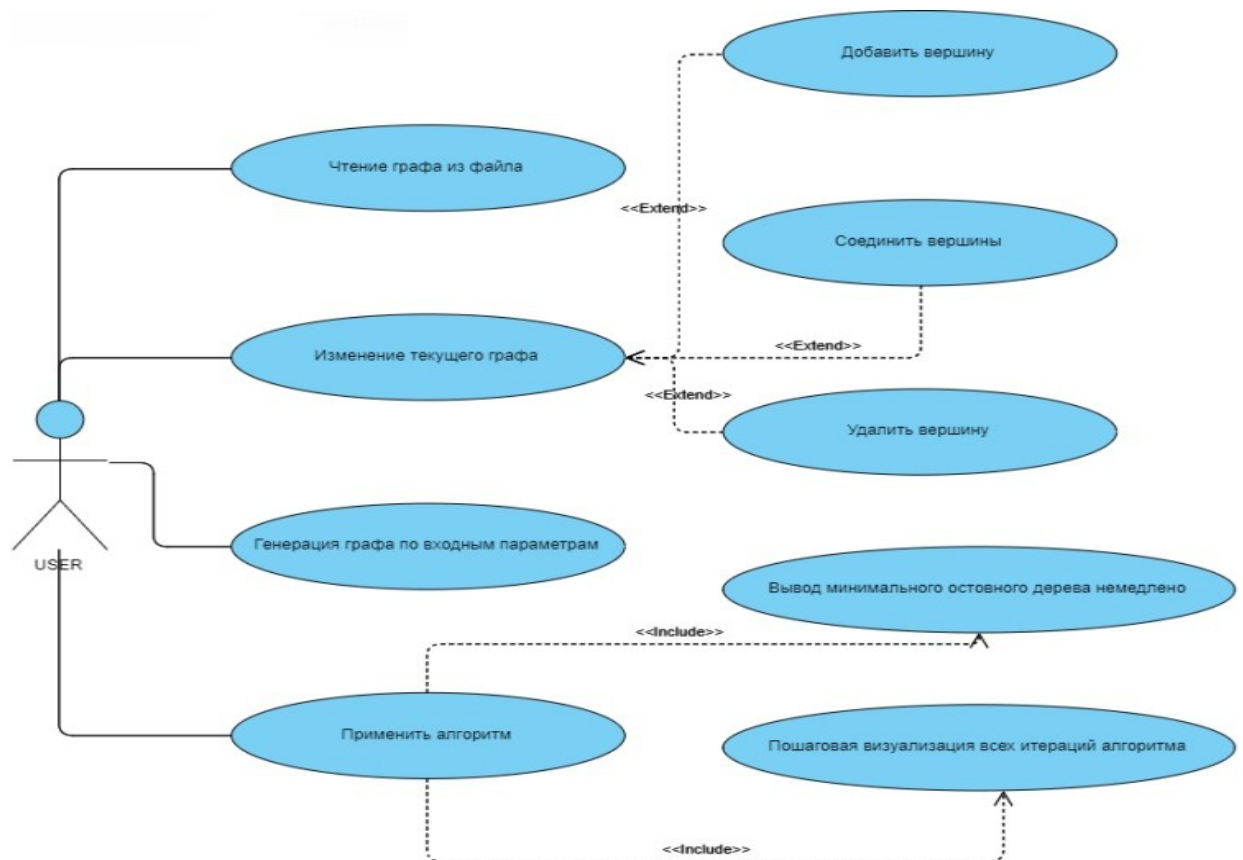 Добавить вершину
Чтение графа из файла
<<Extend>>
Соединить вершины
Изменение текущего графа
<<Extend>>
<<Extend>>
Удалить вершину
USER
Генерация графа по входным параметрам
Вывод минимального остовного дерева немедлено
<<Include>>
Применить алгоритм
Пошаговая визуализация всех итераций алгоритма
<<Include>>